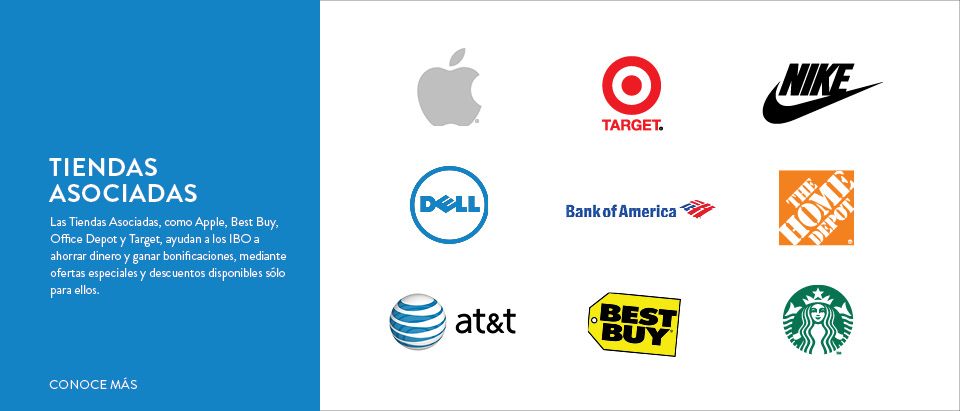 TIENDAS
ASOCIADAS
Las Tiendas Asociadas, como Apple, Best Buy,
Office Depot y Target, ayudan a los IBO a
ahorrar dinero y ganar bonificaciones, mediante
ofertas especiales y descuentos disponibles sólo
para ellos.
CONOCE MÁS
TARGET.
NIKE
DELL
Bank of America
THE
HOME
DEPOT
at&t
BEST
BUY